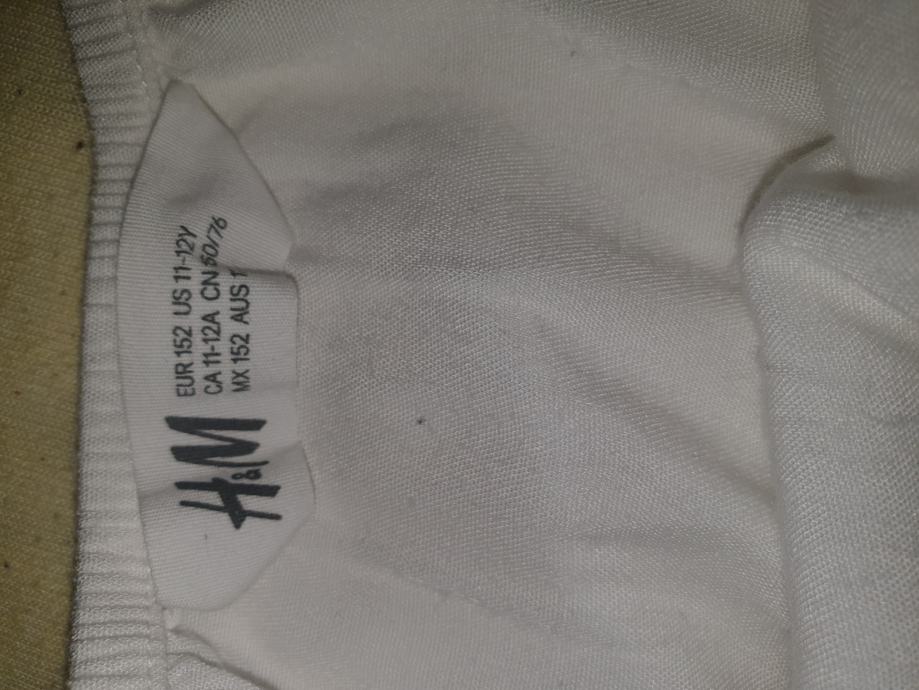 H&M
EUR 152 US 11-12Y
CA 11-12A CN
MX 152 AUS